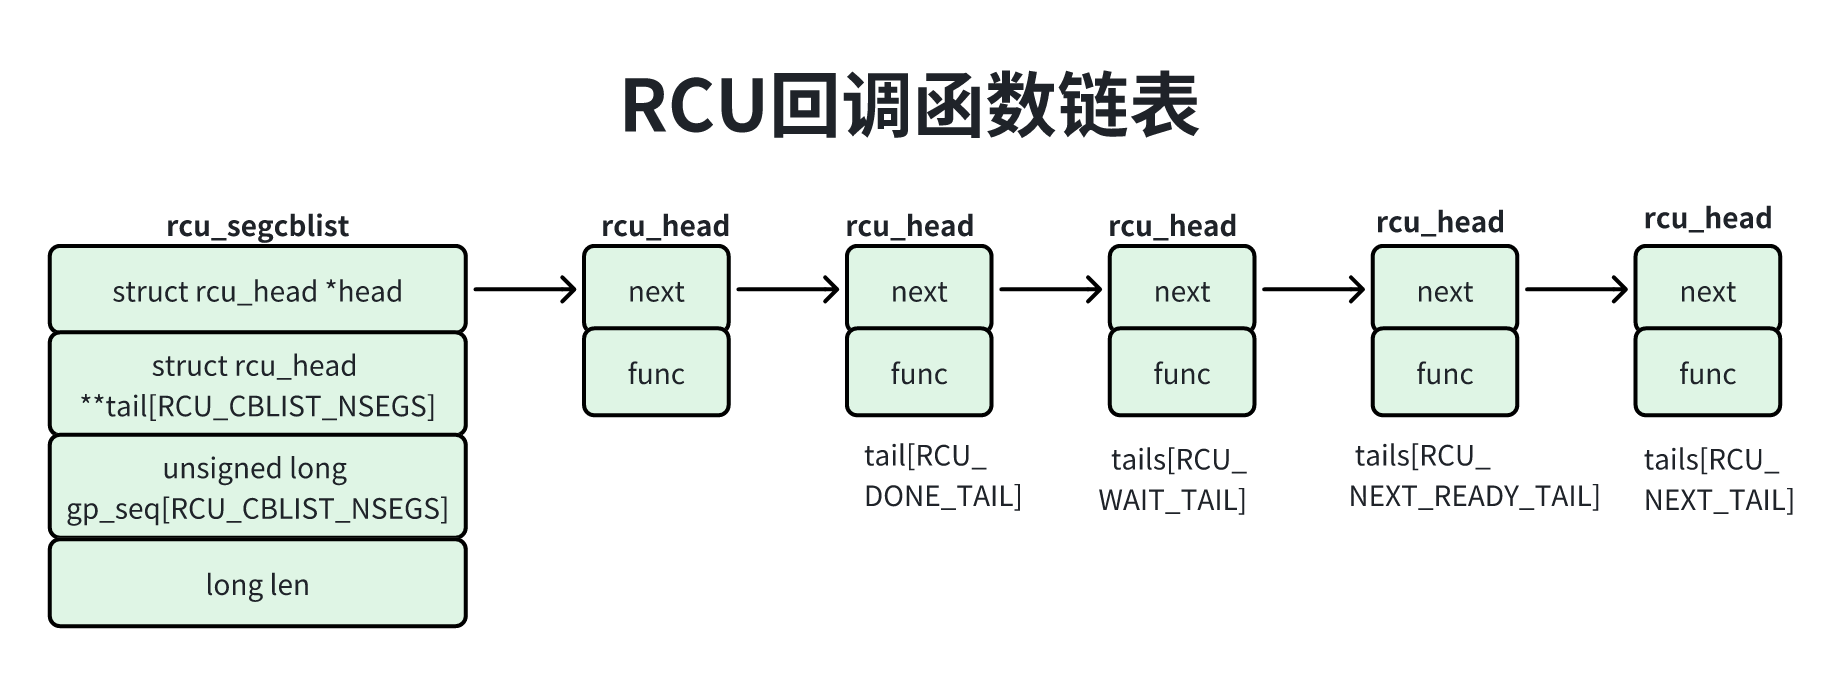 RCU回调函数链表
rcu_segcblist
struct rcu_head *head
struct rcu_head
**tail[RCU_CBLIST_NSEGS]
unsigned long
gp_seq[RCU_CBLIST_NSEGS]
long len
rcu_head
next
func
rcu_head
next
func
tail[RCU_
DONE_TAIL]
rcu_head
next
func
tails[RCU_
WAIT_TAIL]
rcu_head
next
func
tails[RCU_
NEXT_READY_TAIL]
rcu_head
next
func
tails[RCU_
NEXT_TAIL]